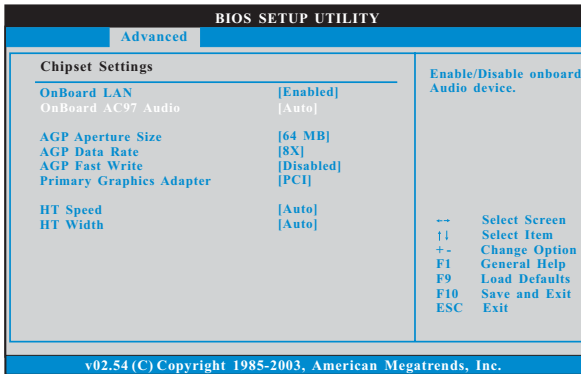 BIOS SETUP UTILITY
Advanced
Chipset Settings
OnBoard LAN [Enabled]
OnBoard AC97 Audio [Auto]
AGP Aperture Size [64 MB]
AGP Data Rate [8X]
AGP Fast Write [Disabled]
Primary Graphics Adapter [PCI]
HT Speed [Auto]
HT Width [Auto]
Enable/Disable onboard
Audio device.
←→ Select Screen
↑↓ Select Item
+ - Change Option
F1 General Help
F9 Load Defaults
F10 Save and Exit
ESC Exit
v02.54 (C) Copyright 1985-2003, American Megatrends, Inc.